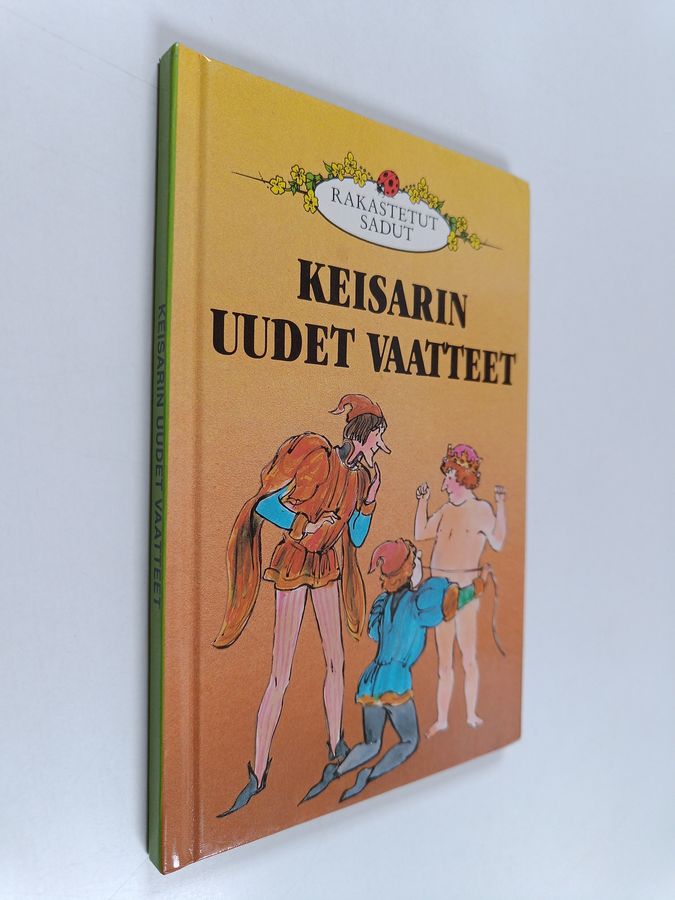 RAKASTETUT
SADUT
KEISARIN
UUDET VAATTEET
KEISARIN UUDET VAATTEET